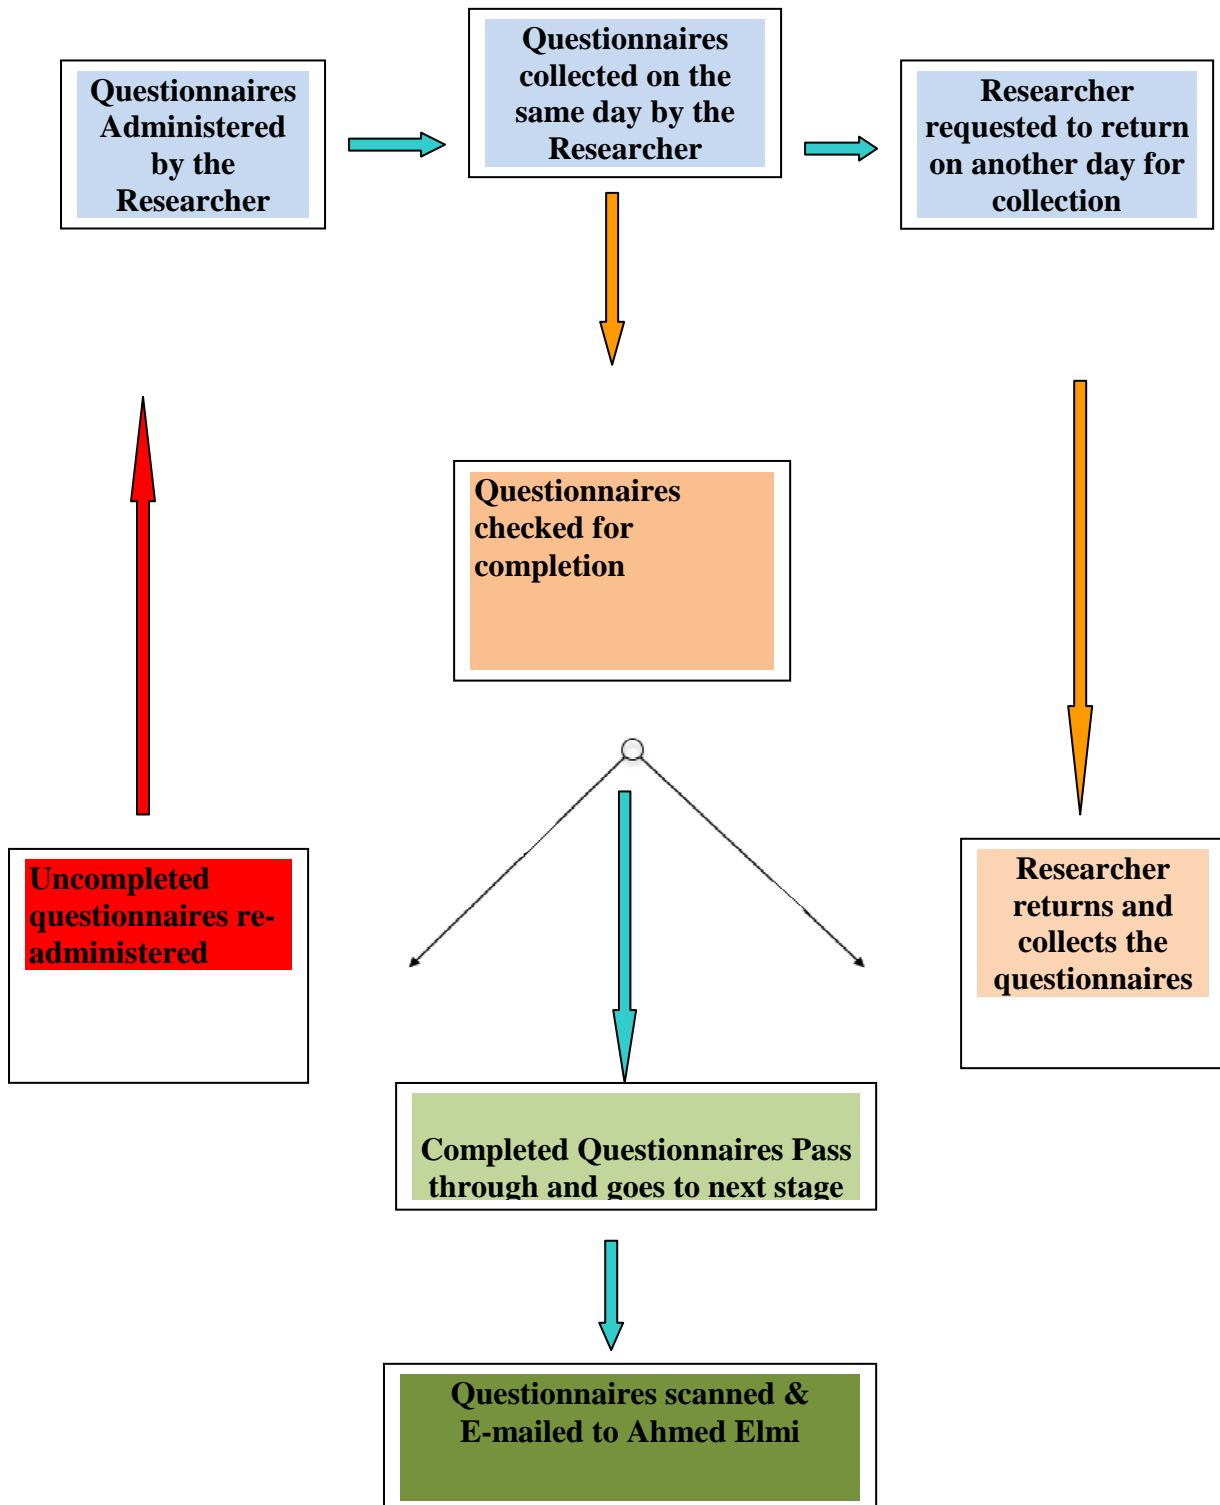 Questionnaires
Administered
by the
Researcher
Questionnaires
collected on the
same day by the
Researcher
Researcher
requested to return
on another day for
collection
Questionnaires
checked for
completion
Uncompleted
questionnaires re-
administered
Researcher
returns and
collects the
questionnaires
Completed Questionnaires Pass
through and goes to next stage
Questionnaires scanned &
E-mailed to Ahmed Elmi